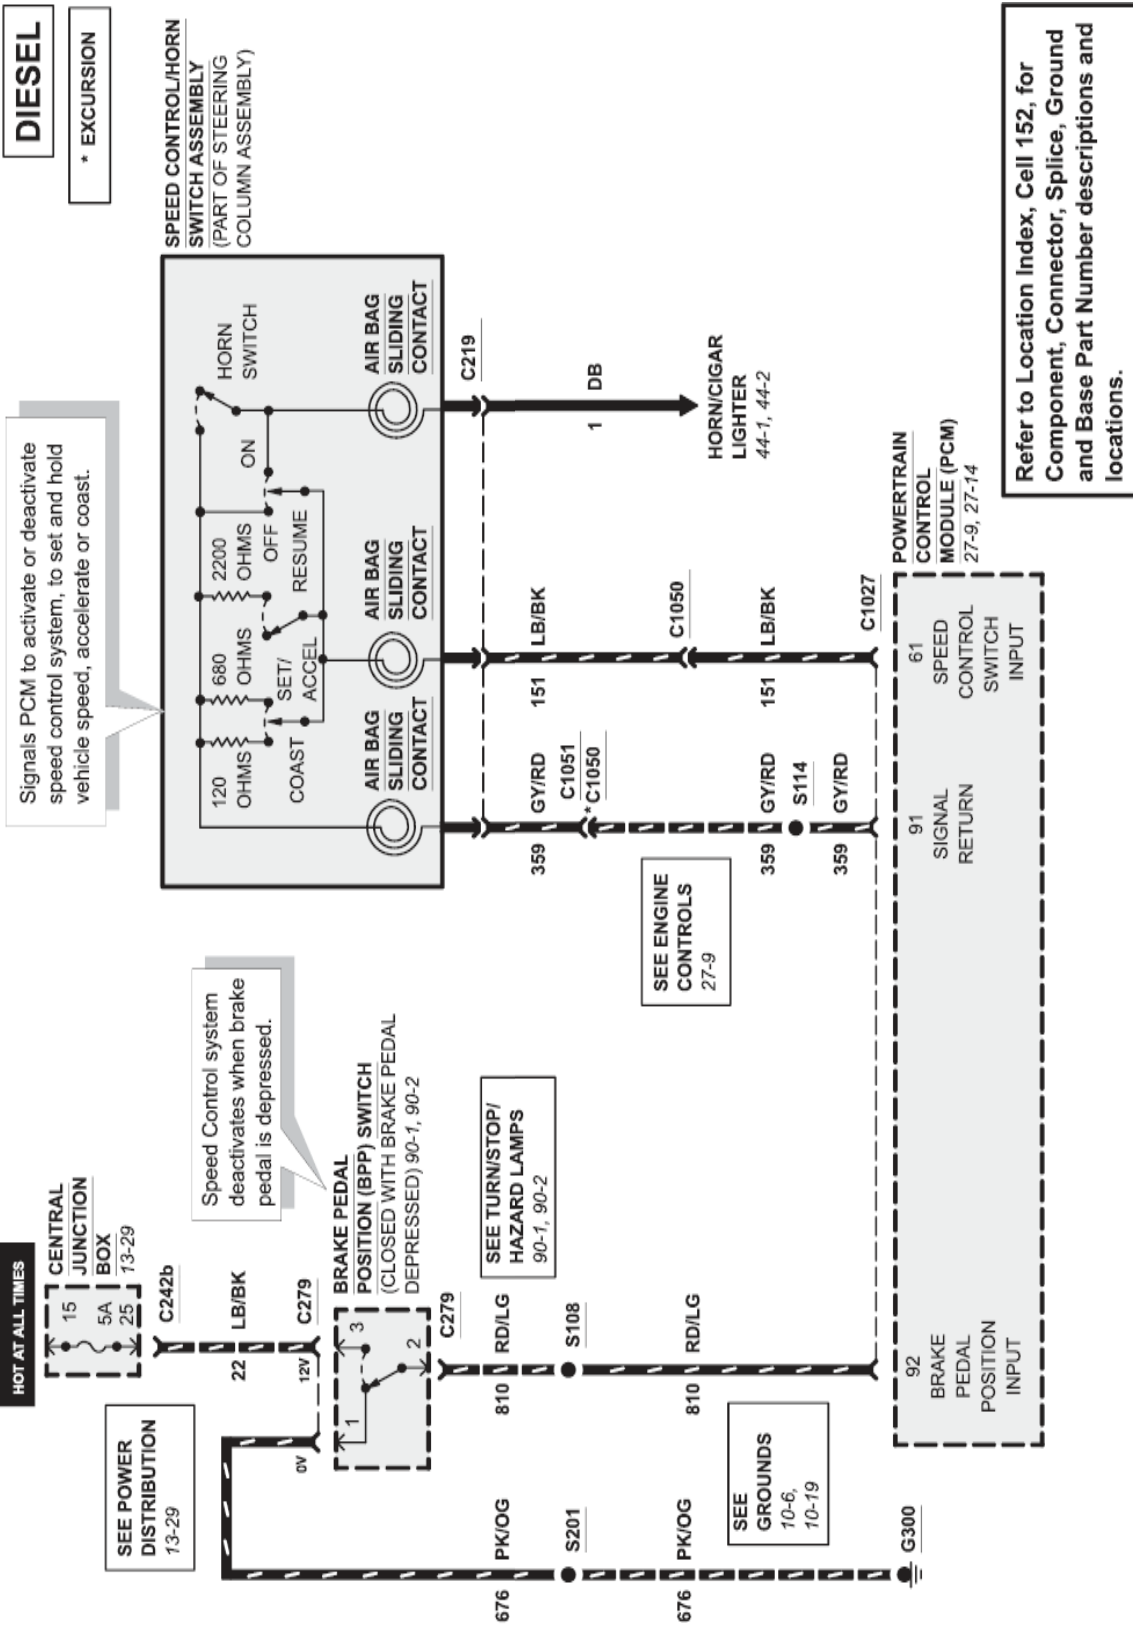 HOT AT ALL TIMES
15
5A
25
CENTRAL
JUNCTION
BOX
13-29
SEE POWER
DISTRIBUTION
13-29
C242b
22
LB/BK
12V
C279
0V
1
3
2
BRAKE PEDAL
POSITION (BPP) SWITCH
(CLOSED WITH BRAKE PEDAL
DEPRESSED) 90-1, 90-2
Speed Control system
deactivates when brake
pedal is depressed.
C279
810
RD/LG
S108
810
RD/LG
SEE TURN/STOP/
HAZARD LAMPS
90-1, 90-2
676
PK/OG
S201
676
PK/OG
SEE
GROUNDS
10-6,
10-19
G300
Signals PCM to activate or deactivate
speed control system, to set and hold
vehicle speed, accelerate or coast.
DIESEL
* EXCURSION
SPEED CONTROL/HORN
SWITCH ASSEMBLY
(PART OF STEERING
COLUMN ASSEMBLY)
120
OHMS
680
OHMS
2200
OHMS
COAST
SET/
ACCEL
RESUME
OFF
ON
HORN
SWITCH
AIR BAG
SLIDING
CONTACT
AIR BAG
SLIDING
CONTACT
AIR BAG
SLIDING
CONTACT
C219
359
GY/RD
C1051
*C1050
359
GY/RD
S114
359
GY/RD
SEE ENGINE
CONTROLS
27-9
151
LB/BK
C1050
151
LB/BK
C1027
1
DB
HORN/CIGAR
LIGHTER
44-1, 44-2
POWERTRAIN
CONTROL
MODULE (PCM)
27-9, 27-14
92
BRAKE
PEDAL
POSITION
INPUT
91
SIGNAL
RETURN
61
SPEED
CONTROL
SWITCH
INPUT
Refer to Location Index, Cell 152, for
Component, Connector, Splice, Ground
and Base Part Number descriptions and
locations.